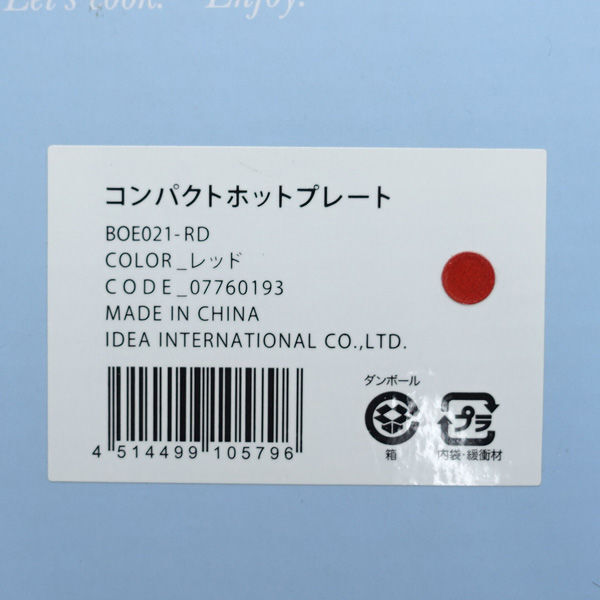 Let's cook. Enjoy.
コンパクトホットプレート
BOE021-RD
COLOR_レッド
CODE_07760193
MADE IN CHINA
IDEA INTERNATIONAL CO.,LTD.
ダンボール
プラ
箱
内袋・緩衝材
4 514499 105796